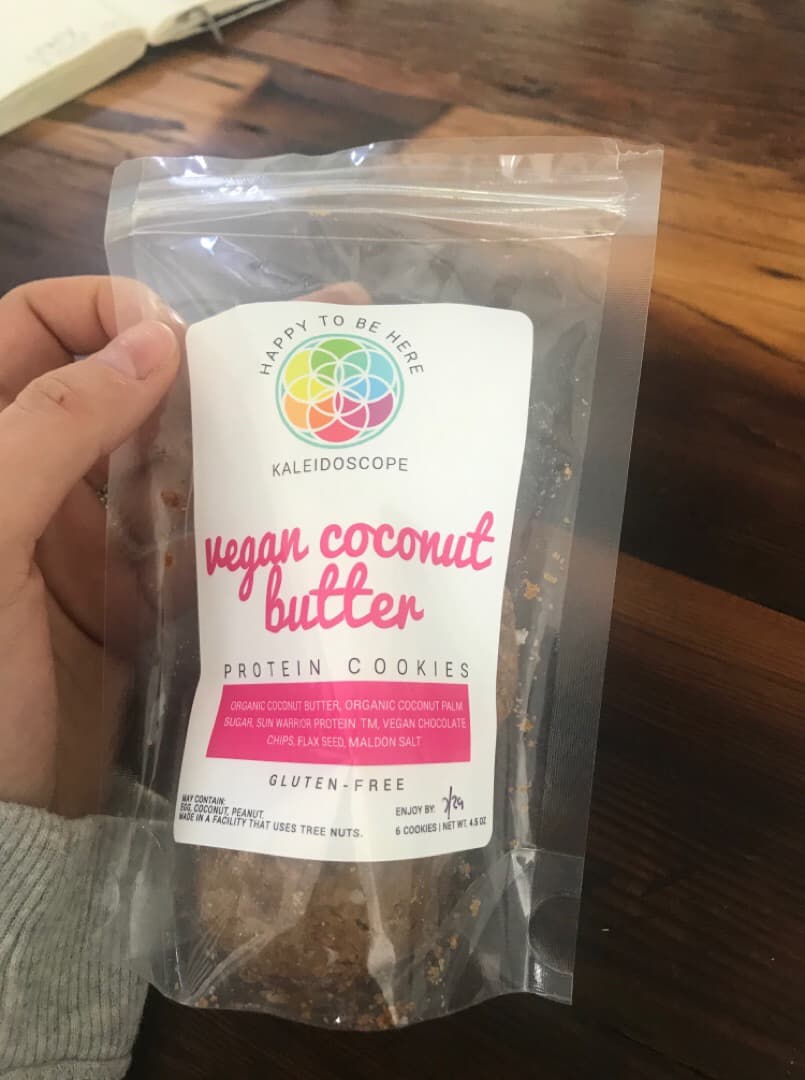 HAPPY TO BE HERE
KALEIDOSCOPE
vegan coconut
butter
PROTEIN COOKIES
ORGANIC COCONUT BUTTER, ORGANIC COCONUT PALM
SUGAR, SUN WARRIOR PROTEIN TM, VEGAN CHOCOLATE
CHIPS, FLAX SEED, MALDON SALT
GLUTEN-FREE
MAY CONTAIN:
EGG, COCONUT, PEANUT.
MADE IN A FACILITY THAT USES TREE NUTS.
ENJOY BY:
6 COOKIES | NET WT. 4.5 OZ